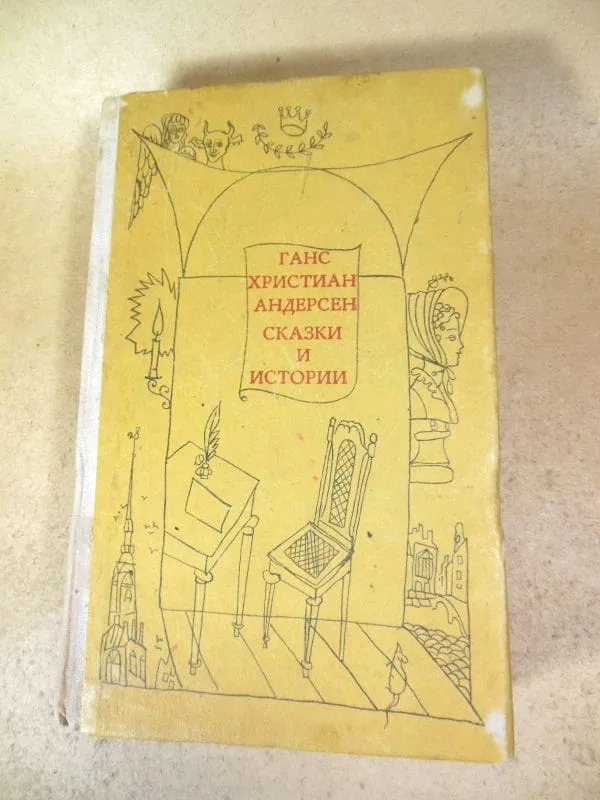 ГАНС
ХРИСТИАН
АНДЕРСЕН
СКАЗКИ
И
ИСТОРИИ